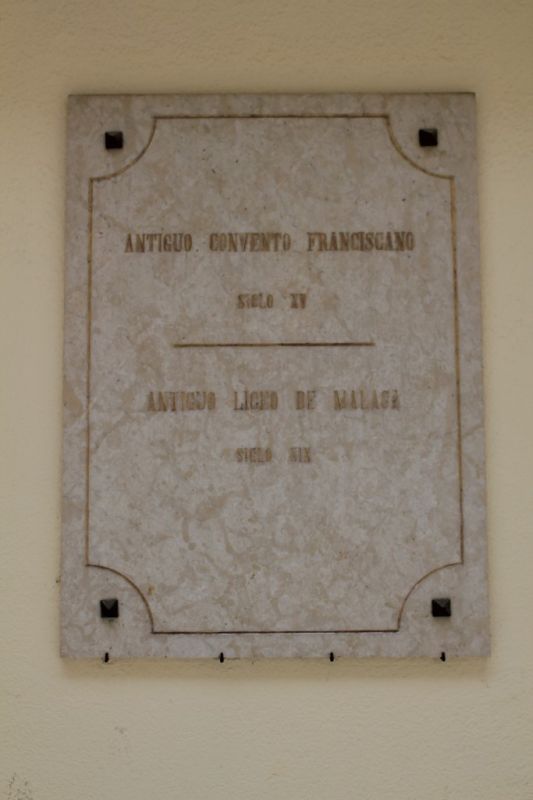 ANTIGUO CONVENTO FRANCISCANO
SIGLO XV
ANTIGUO LICEO DE MALAGA
SIGLO XIX